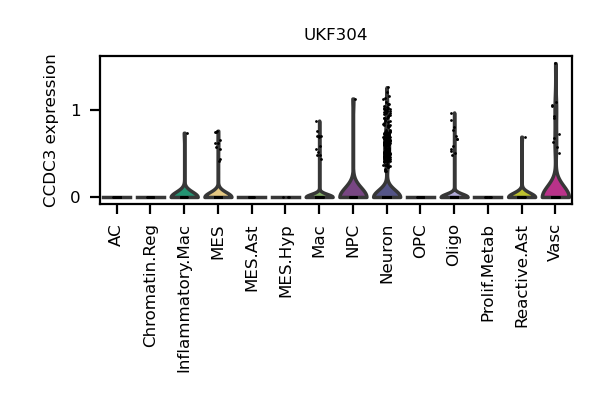 UKF304
CCDC3 expression
1
0
AC
Chromatin.Reg
Inflammatory.Mac
MES
MES.Ast
MES.Hyp
Mac
NPC
Neuron
OPC
Oligo
Prolif.Metab
Reactive.Ast
Vasc